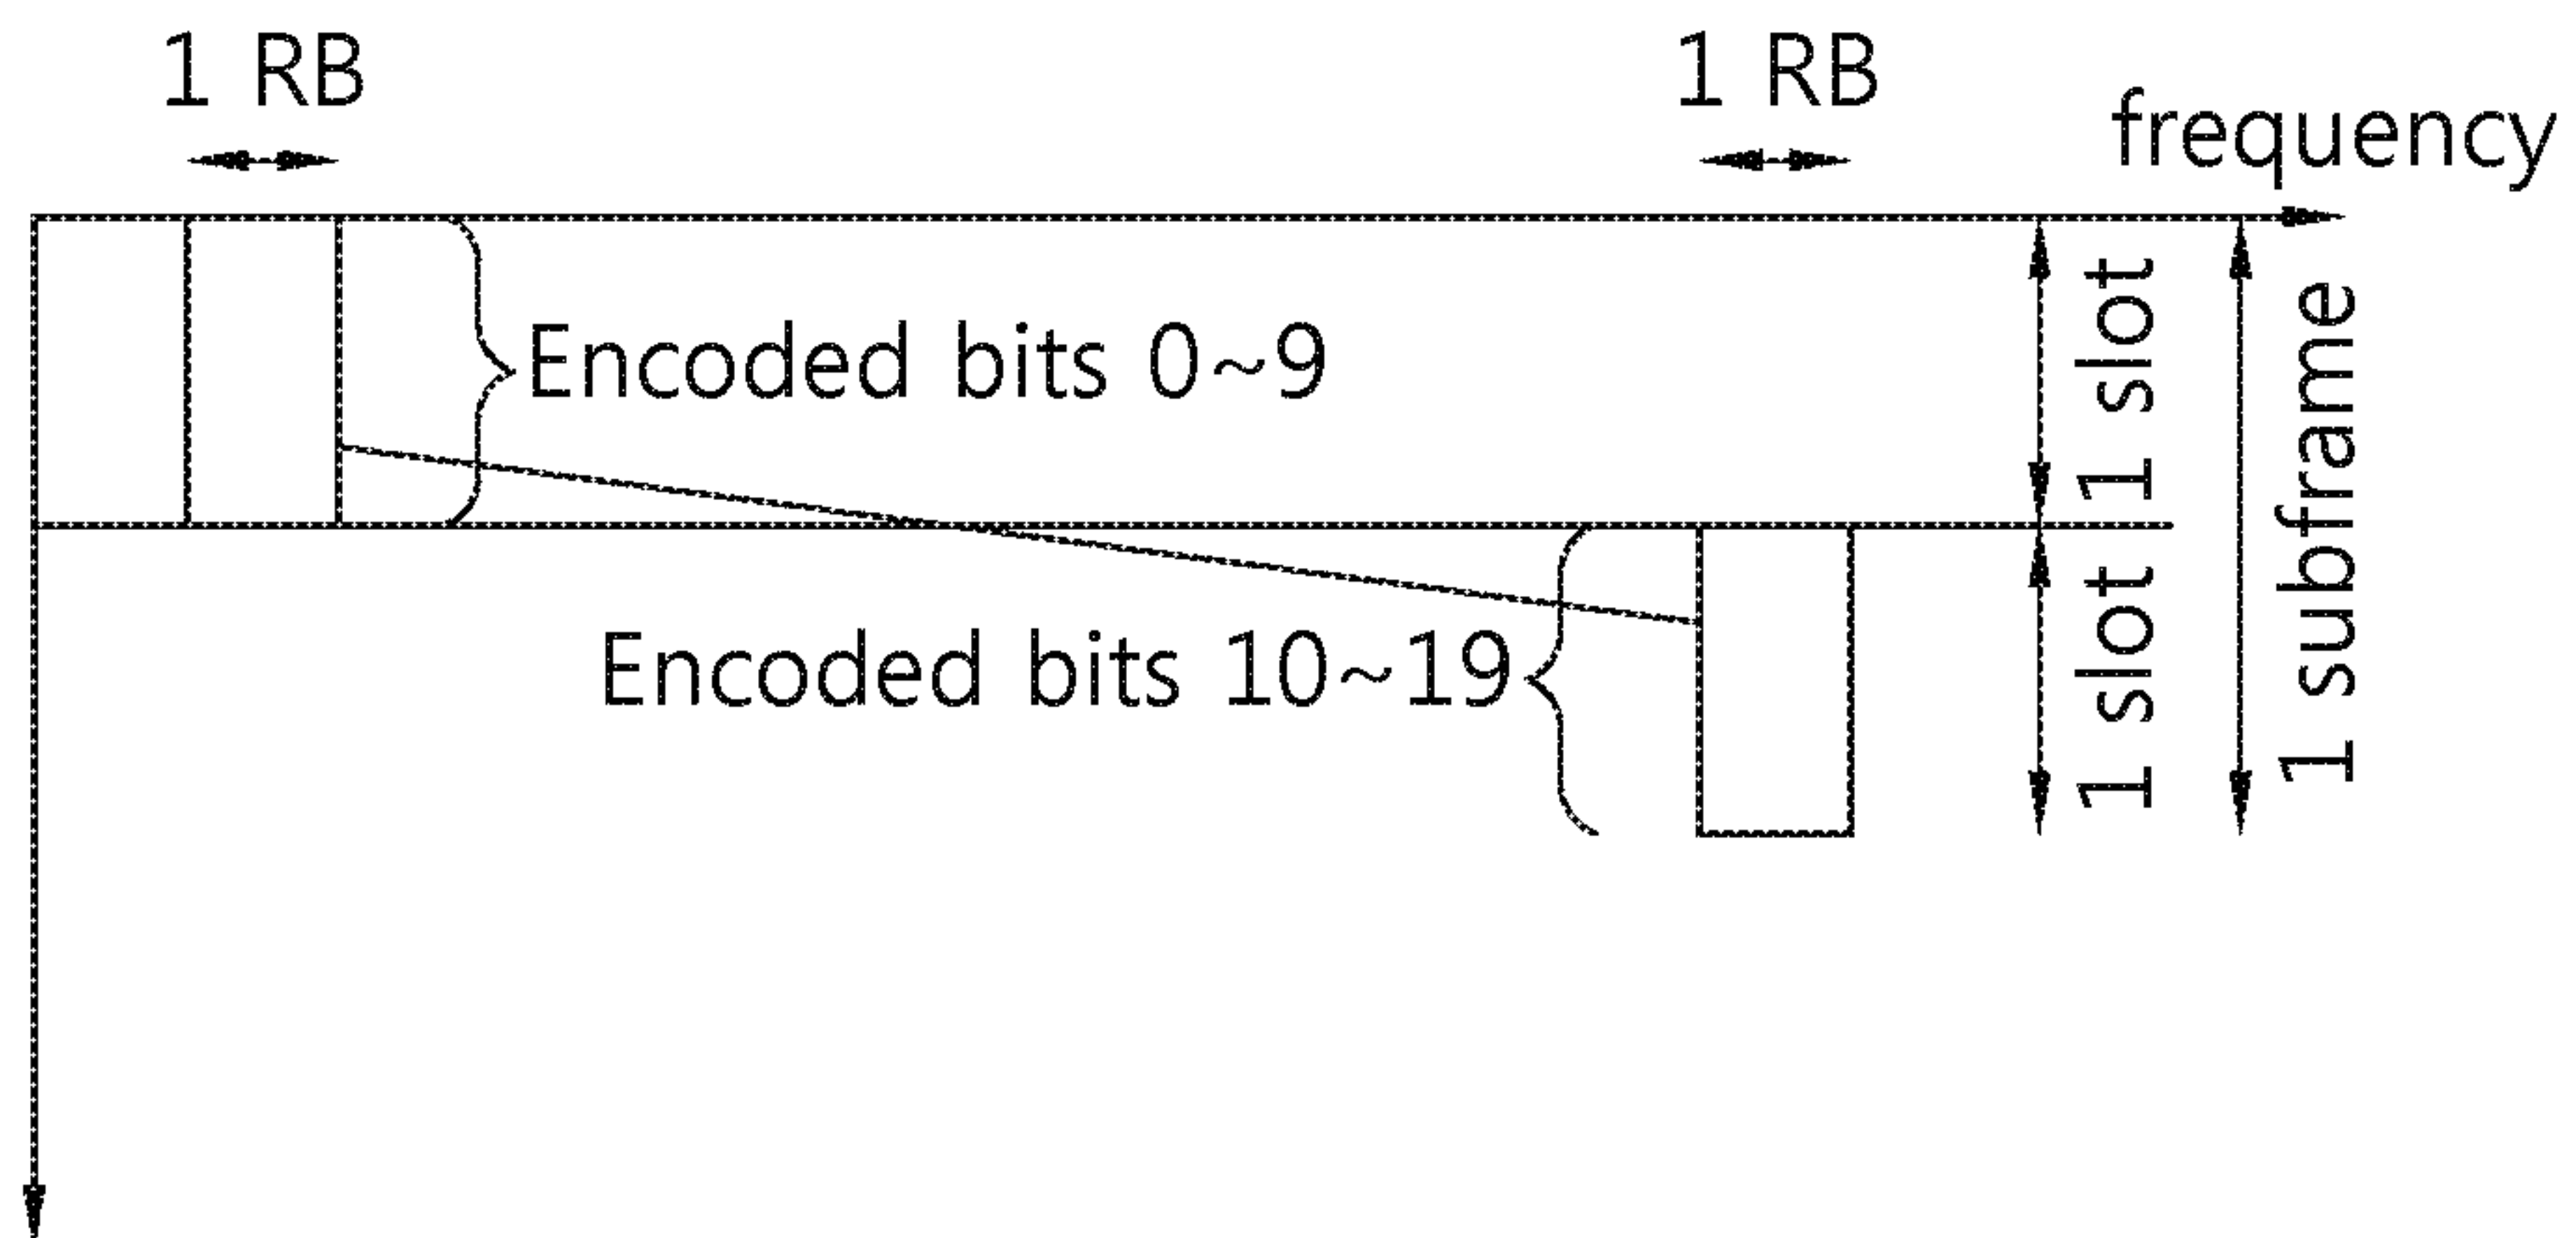 1 RB
1 RB
frequency
Encoded bits 0~9
1 slot
1 subframe
Encoded bits 10~19
1 slot